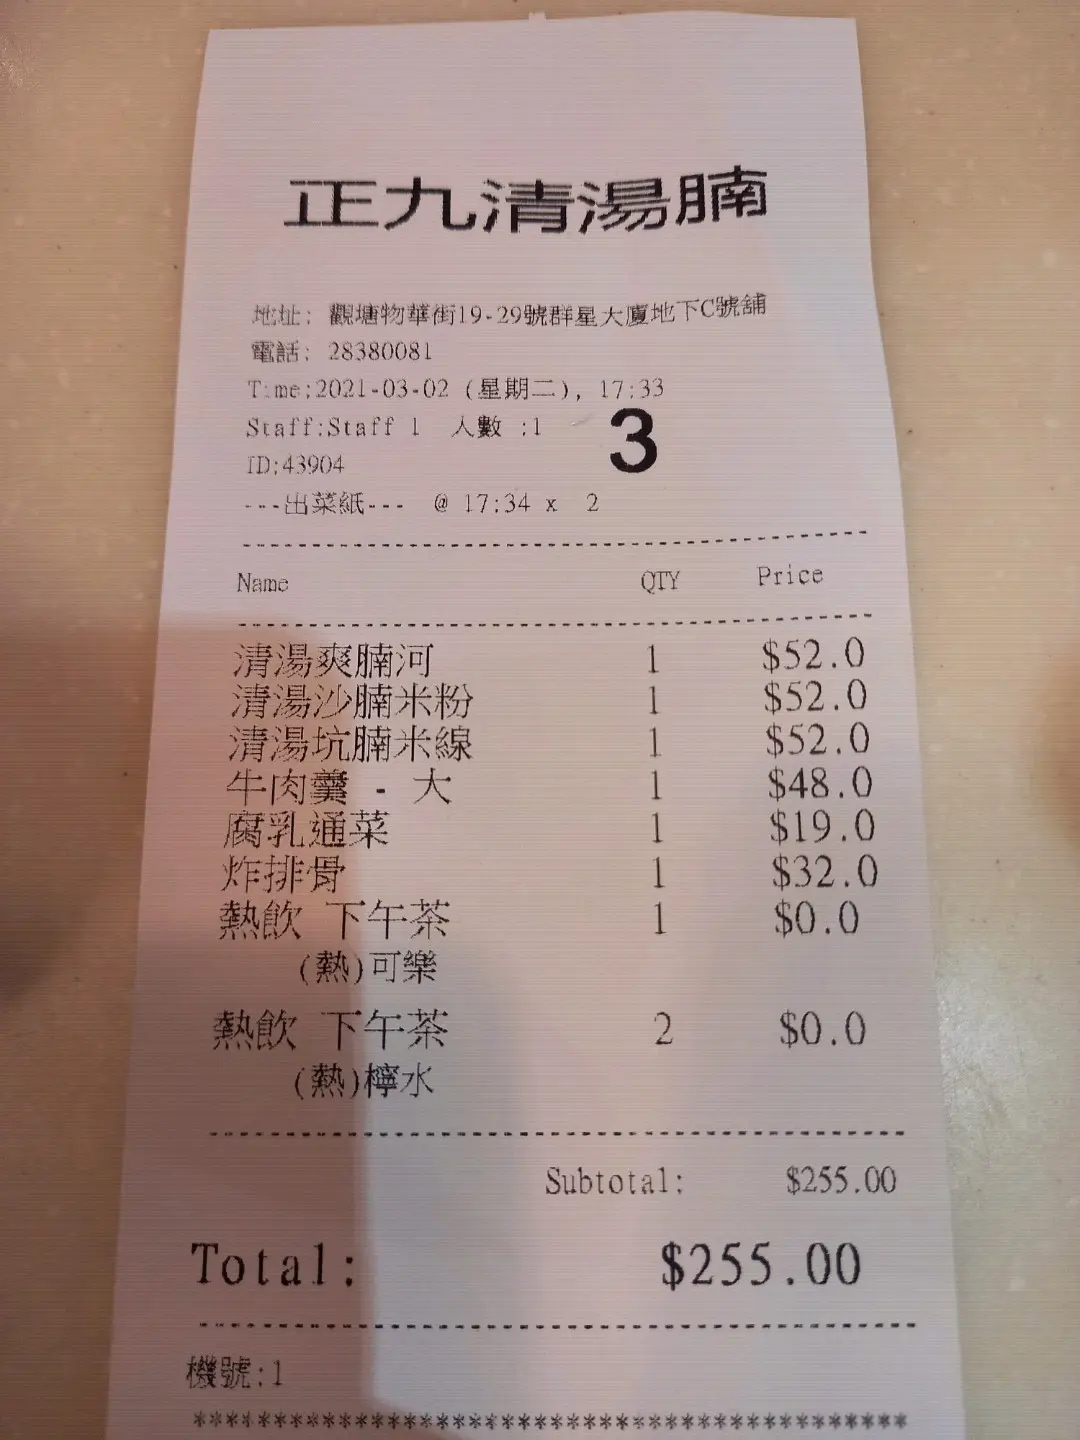 正九清湯腩
地址: 觀塘物華街19-29號群星大廈地下C號舖
電話: 28380081
Time:2021-03-02 (星期二), 17:33
Staff:Staff 1 人數 :1
3
ID:43904
---出菜紙--- @ 17:34 x 2
Name QTY Price
清湯爽腩河 1 $52.0
清湯沙腩米粉 1 $52.0
清湯坑腩米線 1 $52.0
牛肉羹 - 大 1 $48.0
腐乳通菜 1 $19.0
炸排骨 1 $32.0
熱飲 下午茶 1 $0.0
(熱)可樂
熱飲 下午茶 2 $0.0
(熱)檸水
Subtotal: $255.00
Total: $255.00
機號:1